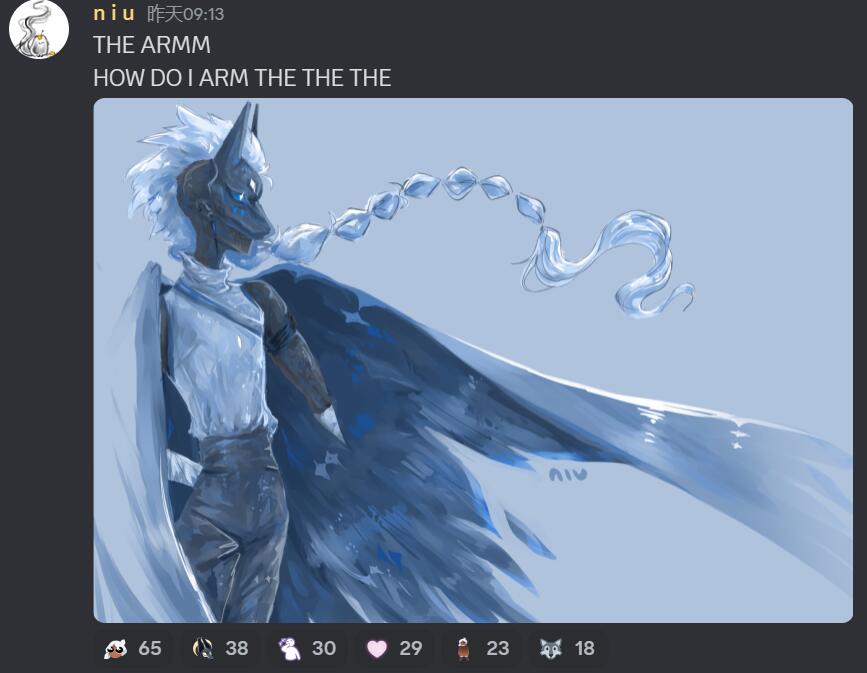 n i u 昨天09:13
THE ARMM
HOW DO I ARM THE THE THE
niu
65 38 30 29 23 18